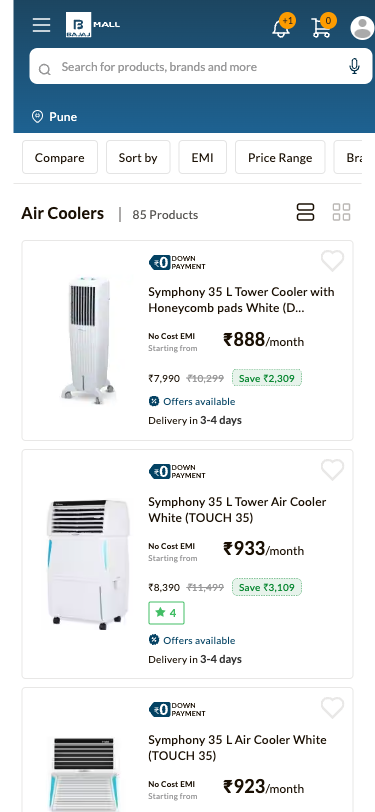 B
BAJAJ
MALL
+1
0
Search for products, brands and more
Pune
Compare
Sort by
EMI
Price Range
Bra
Air Coolers
85 Products
₹0 DOWN
PAYMENT
Symphony 35 L Tower Cooler with
Honeycomb pads White (D...
No Cost EMI
Starting from
₹888/month
₹7,990 ₹10,299 Save ₹2,309
Offers available
Delivery in 3-4 days
₹0 DOWN
PAYMENT
Symphony 35 L Tower Air Cooler
White (TOUCH 35)
No Cost EMI
Starting from
₹933/month
₹8,390 ₹11,499 Save ₹3,109
4
Offers available
Delivery in 3-4 days
₹0 DOWN
PAYMENT
Symphony 35 L Air Cooler White
(TOUCH 35)
No Cost EMI
Starting from
₹923/month